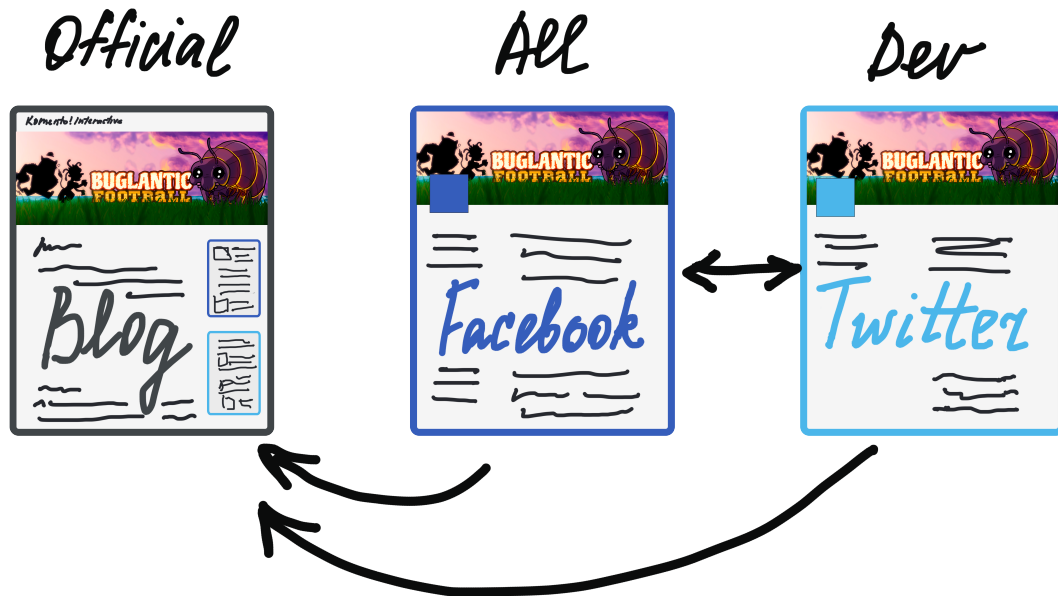 Official
All
Dev
Komento! Interactive
BUGLANTIC
FOOTBALL
BUGLANTIC
FOOTBALL
BUGLANTIC
FOOTBALL
Blog
Facebook
Twitter